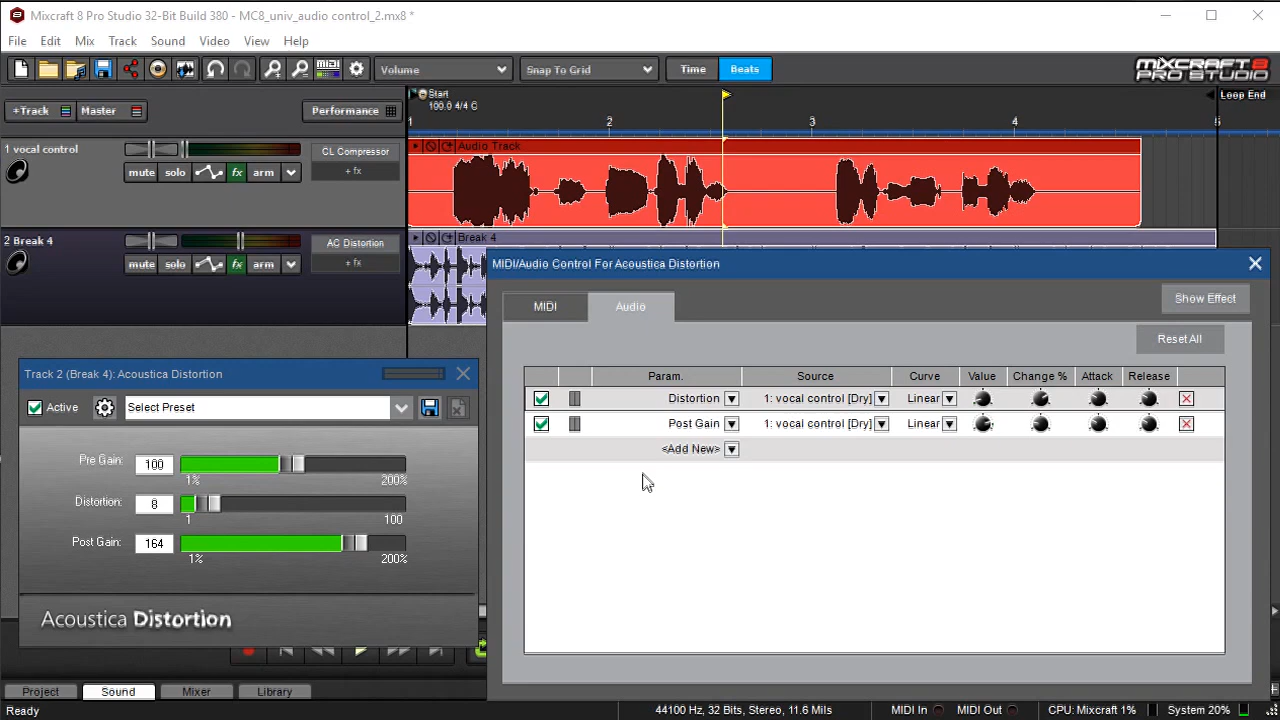 Mixcraft 8 Pro Studio 32-Bit Build 380 - MC8_univ_audio control_2.mx8 *
File Edit Mix Track Sound Video View Help
midi
Volume
Snap To Grid
Time
Beats
MIXCRAFT 8
PRO STUDIO
+Track
Master
Performance
Start
100.0 4/4 C
Loop End
1 2 3 4 5
1 vocal control
mute solo fx arm
CL Compressor
+ fx
Audio Track
2 Break 4
mute solo fx arm
AC Distortion
+ fx
Break 4
MIDI/Audio Control For Acoustica Distortion
MIDI
Audio
Show Effect
Reset All
Param. Source Curve Value Change % Attack Release
Distortion 1: vocal control [Dry] Linear
Post Gain 1: vocal control [Dry] Linear
<Add New>
Track 2 (Break 4): Acoustica Distortion
Active
Select Preset
Pre Gain: 100
1% 200%
Distortion: 8
1 100
Post Gain: 164
1% 200%
Acoustica Distortion
Project Sound Mixer Library
Ready
44100 Hz, 32 Bits, Stereo, 11.6 Mils
MIDI In
MIDI Out
CPU: Mixcraft 1%
System 20%